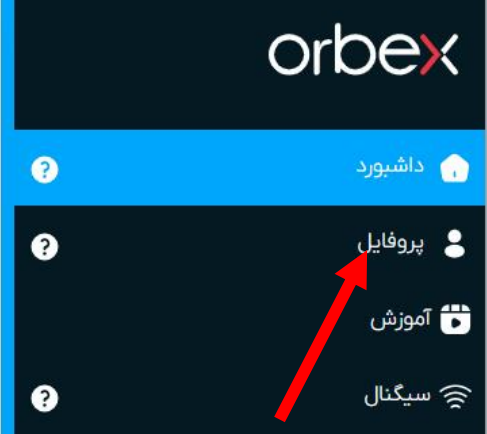 orbex
داشبورد
?
پروفایل
?
آموزش
سیگنال
?